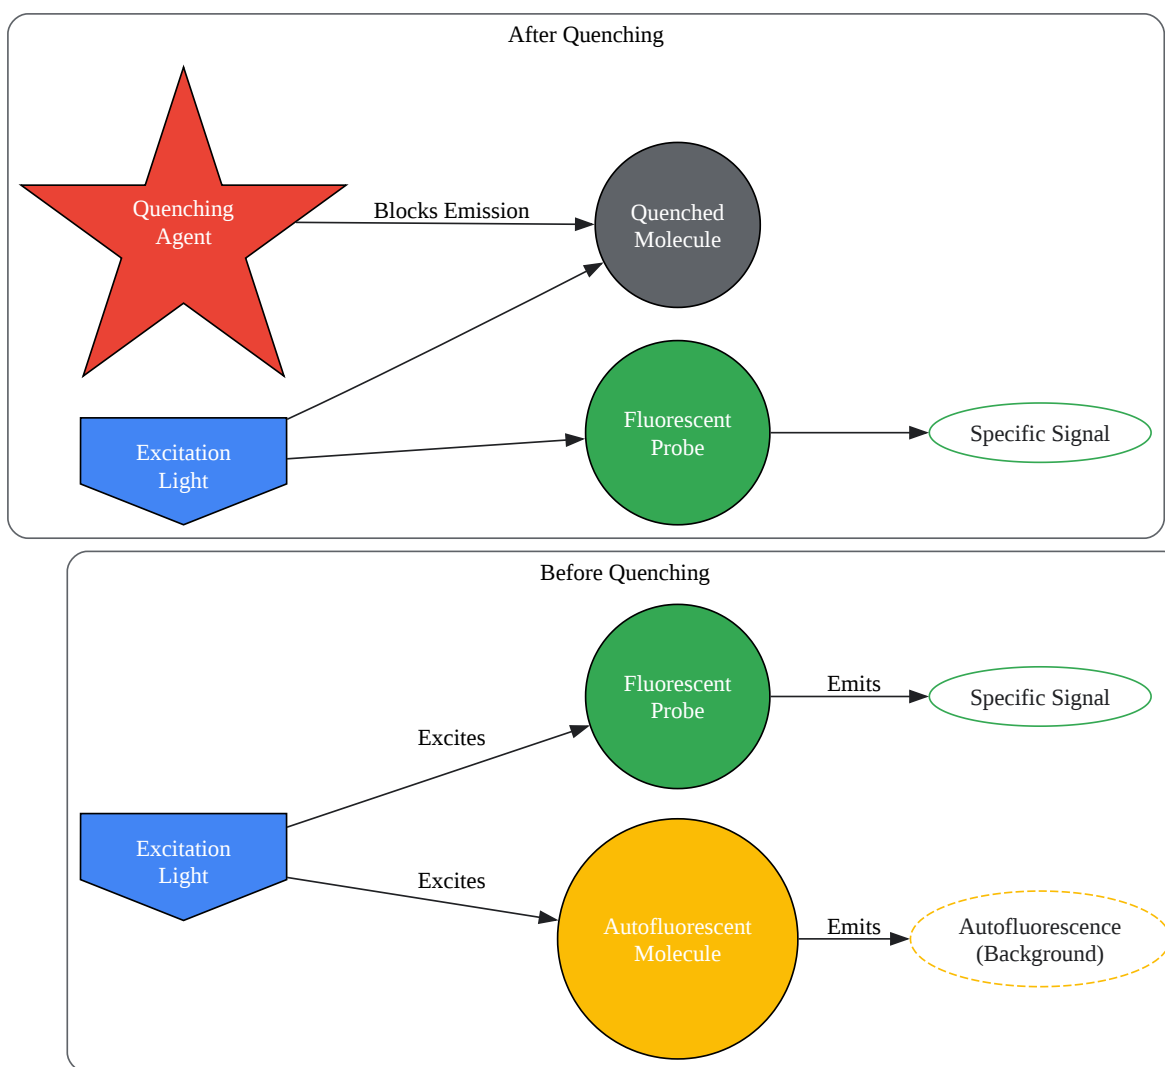 After Quenching
Quenching
Agent
Blocks Emission
Quenched
Molecule
Excitation
Light
Fluorescent
Probe
Specific Signal
Before Quenching
Fluorescent
Probe
Emits
Specific Signal
Excites
Excitation
Light
Excites
Autofluorescent
Molecule
Emits
Autofluorescence
(Background)